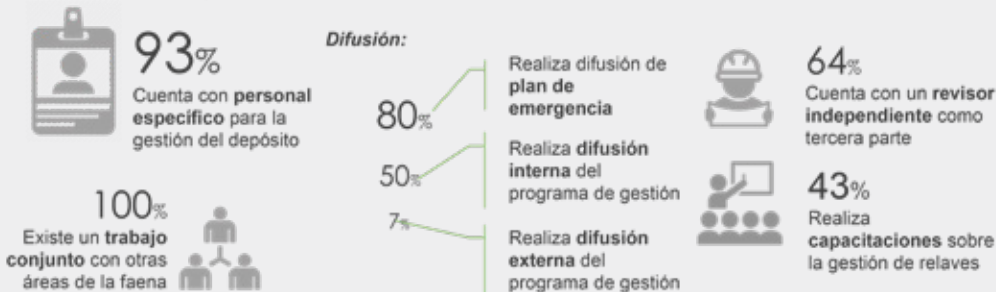 93%
Cuenta con personal
específico para la
gestión del depósito
100%
Existe un trabajo
conjunto con otras
áreas de la faena
Difusión:
80%
Realiza difusión de
plan de
emergencia
50%
Realiza difusión
interna del
programa de gestión
7%
Realiza difusión
externa del
programa de gestión
64%
Cuenta con un revisor
independiente como
tercera parte
43%
Realiza
capacitaciones sobre
la gestión de relaves